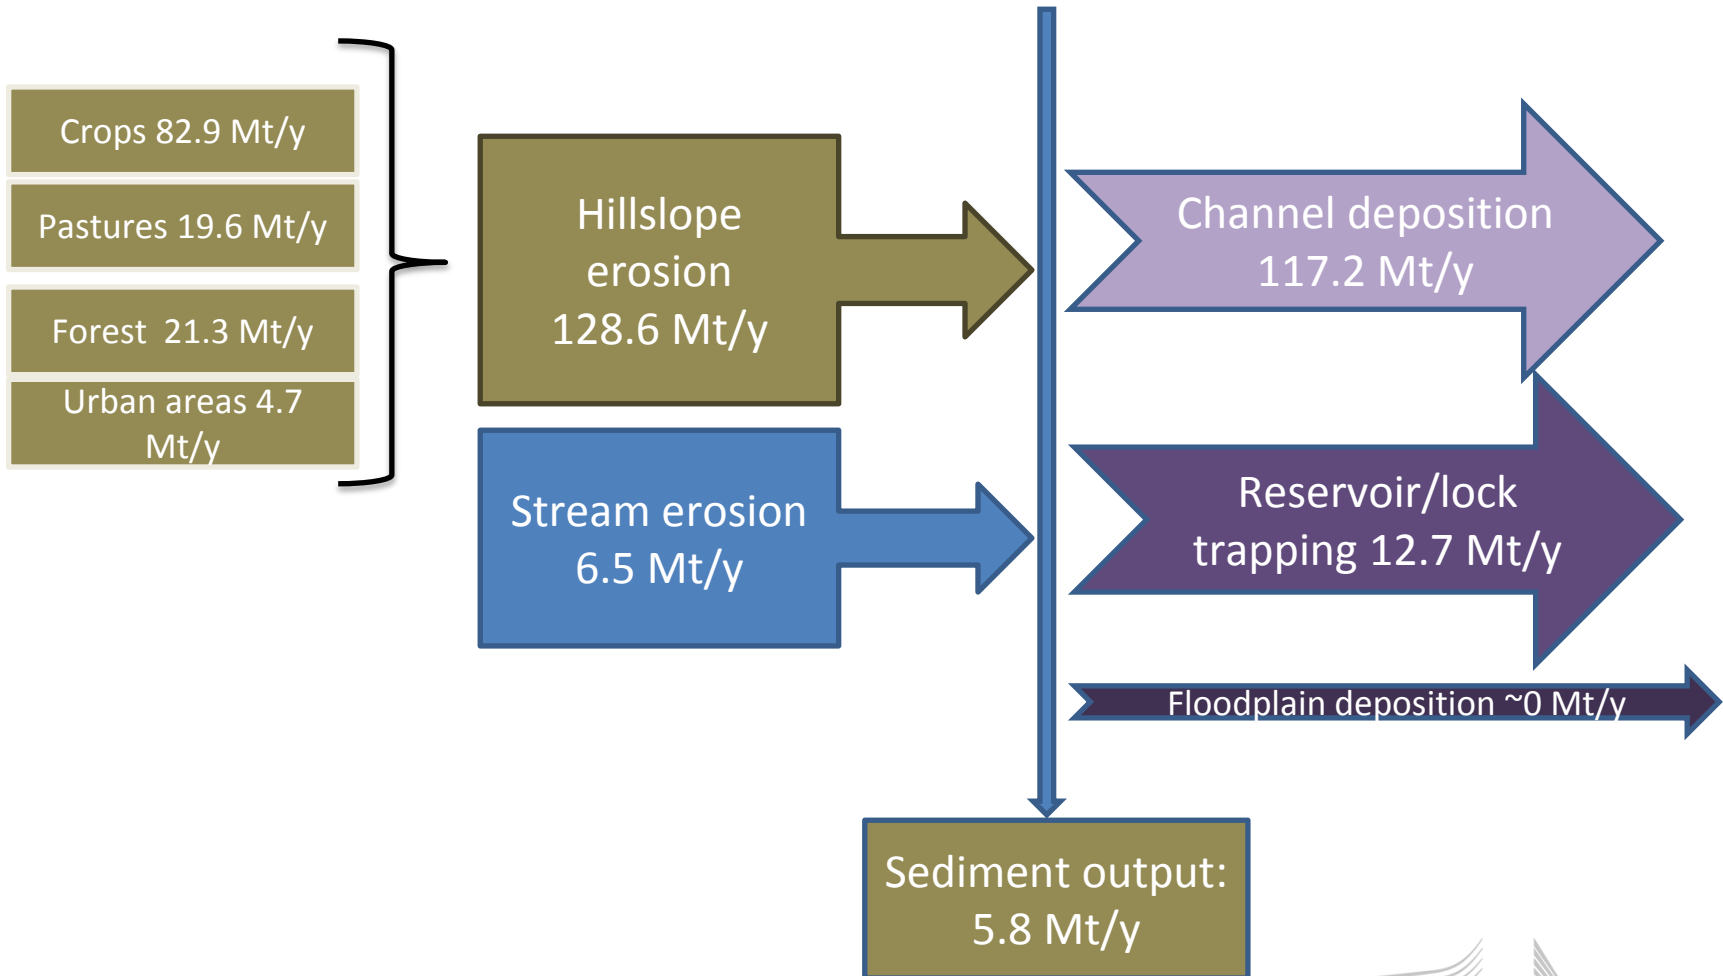 Crops 82.9 Mt/y
Pastures 19.6 Mt/y
Forest  21.3 Mt/y
Urban areas 4.7
Mt/y
Hillslope
erosion
128.6 Mt/y
Stream erosion
6.5 Mt/y
Channel deposition
117.2 Mt/y
Reservoir/lock
trapping 12.7 Mt/y
Floodplain deposition ~0 Mt/y
Sediment output:
5.8 Mt/y